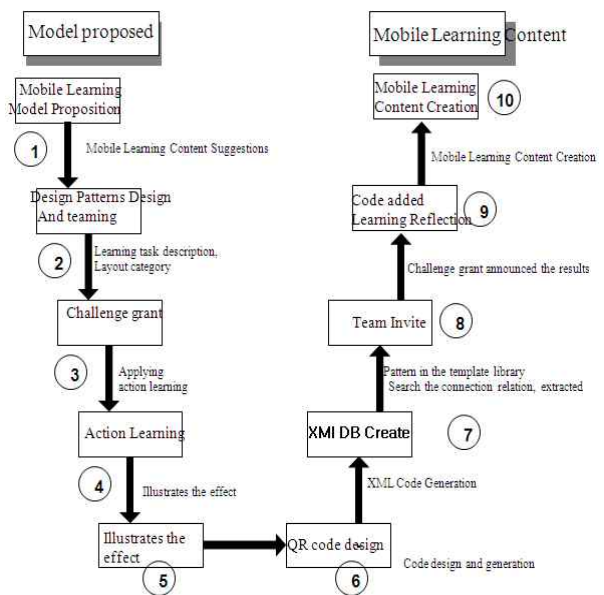 Model proposed
Mobile Learning Content
Mobile Learning
Model Proposition
1
Mobile Learning Content Suggestions
Design Patterns Design
And teaming
2
Learning task description,
Layout category
Challenge grant
3
Applying
action learning
Action Learning
4
Illustrates the effect
Illustrates the
effect
5
QR code design
6
Code design and generation
XML Code Generation
XMI DB Create
7
Pattern in the template library
Search the connection relation, extracted
Team Invite
8
Challenge grant announced the results
Code added
Learning Reflection
9
Mobile Learning Content Creation
Mobile Learning
Content Creation
10